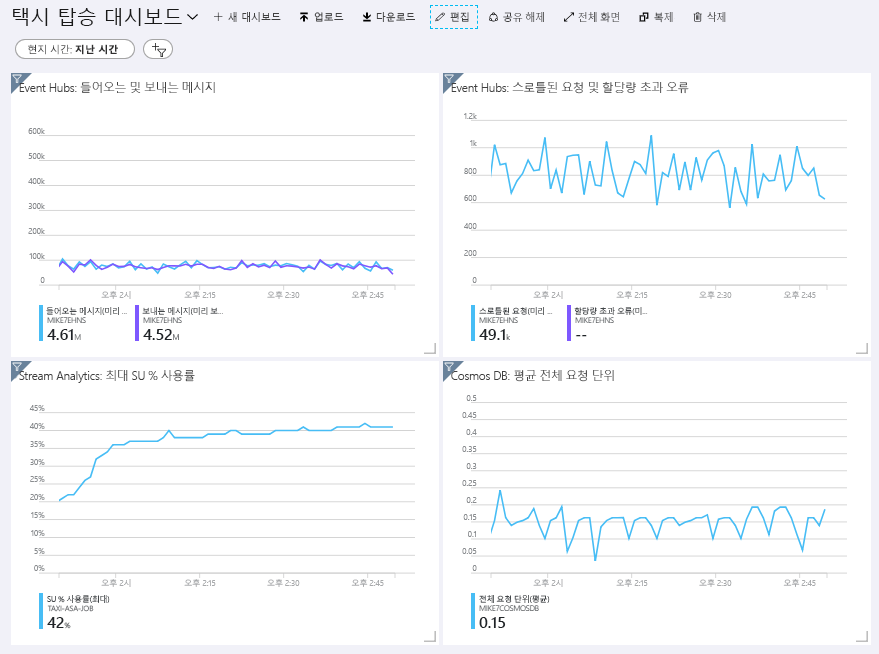 택시 탑승 대시보드 새 대시보드 업로드 다운로드 편집 공유 해제 전체 화면 복제 삭제
현지 시간: 지난 시간
Event Hubs: 들어오는 및 보내는 메시지
600k
500k
400k
300k
200k
100k
0
오후 2시 오후 2:15 오후 2:30 오후 2:45
들어오는 메시지(미리 ... 보내는 메시지(미리 보...
MIKE7EHNS MIKE7EHNS
4.61M 4.52M
Event Hubs: 스로틀된 요청 및 할당량 초과 오류
1.2k
1k
800
600
400
200
0
오후 2시 오후 2:15 오후 2:30 오후 2:45
스로틀된 요청(미리 ... 할당량 초과 오류(미...
MIKE7EHNS MIKE7EHNS
49.1k --
Stream Analytics: 최대 SU % 사용률
45%
40%
35%
30%
25%
20%
15%
10%
5%
0%
오후 2시 오후 2:15 오후 2:30 오후 2:45
SU % 사용률(최대)
TAXI-ASA-JOB
42%
Cosmos DB: 평균 전체 요청 단위
0.5
0.45
0.4
0.35
0.3
0.25
0.2
0.15
0.1
0.05
0
오후 2시 오후 2:15 오후 2:30 오후 2:45
전체 요청 단위(평균)
MIKE7COSMOSDB
0.15